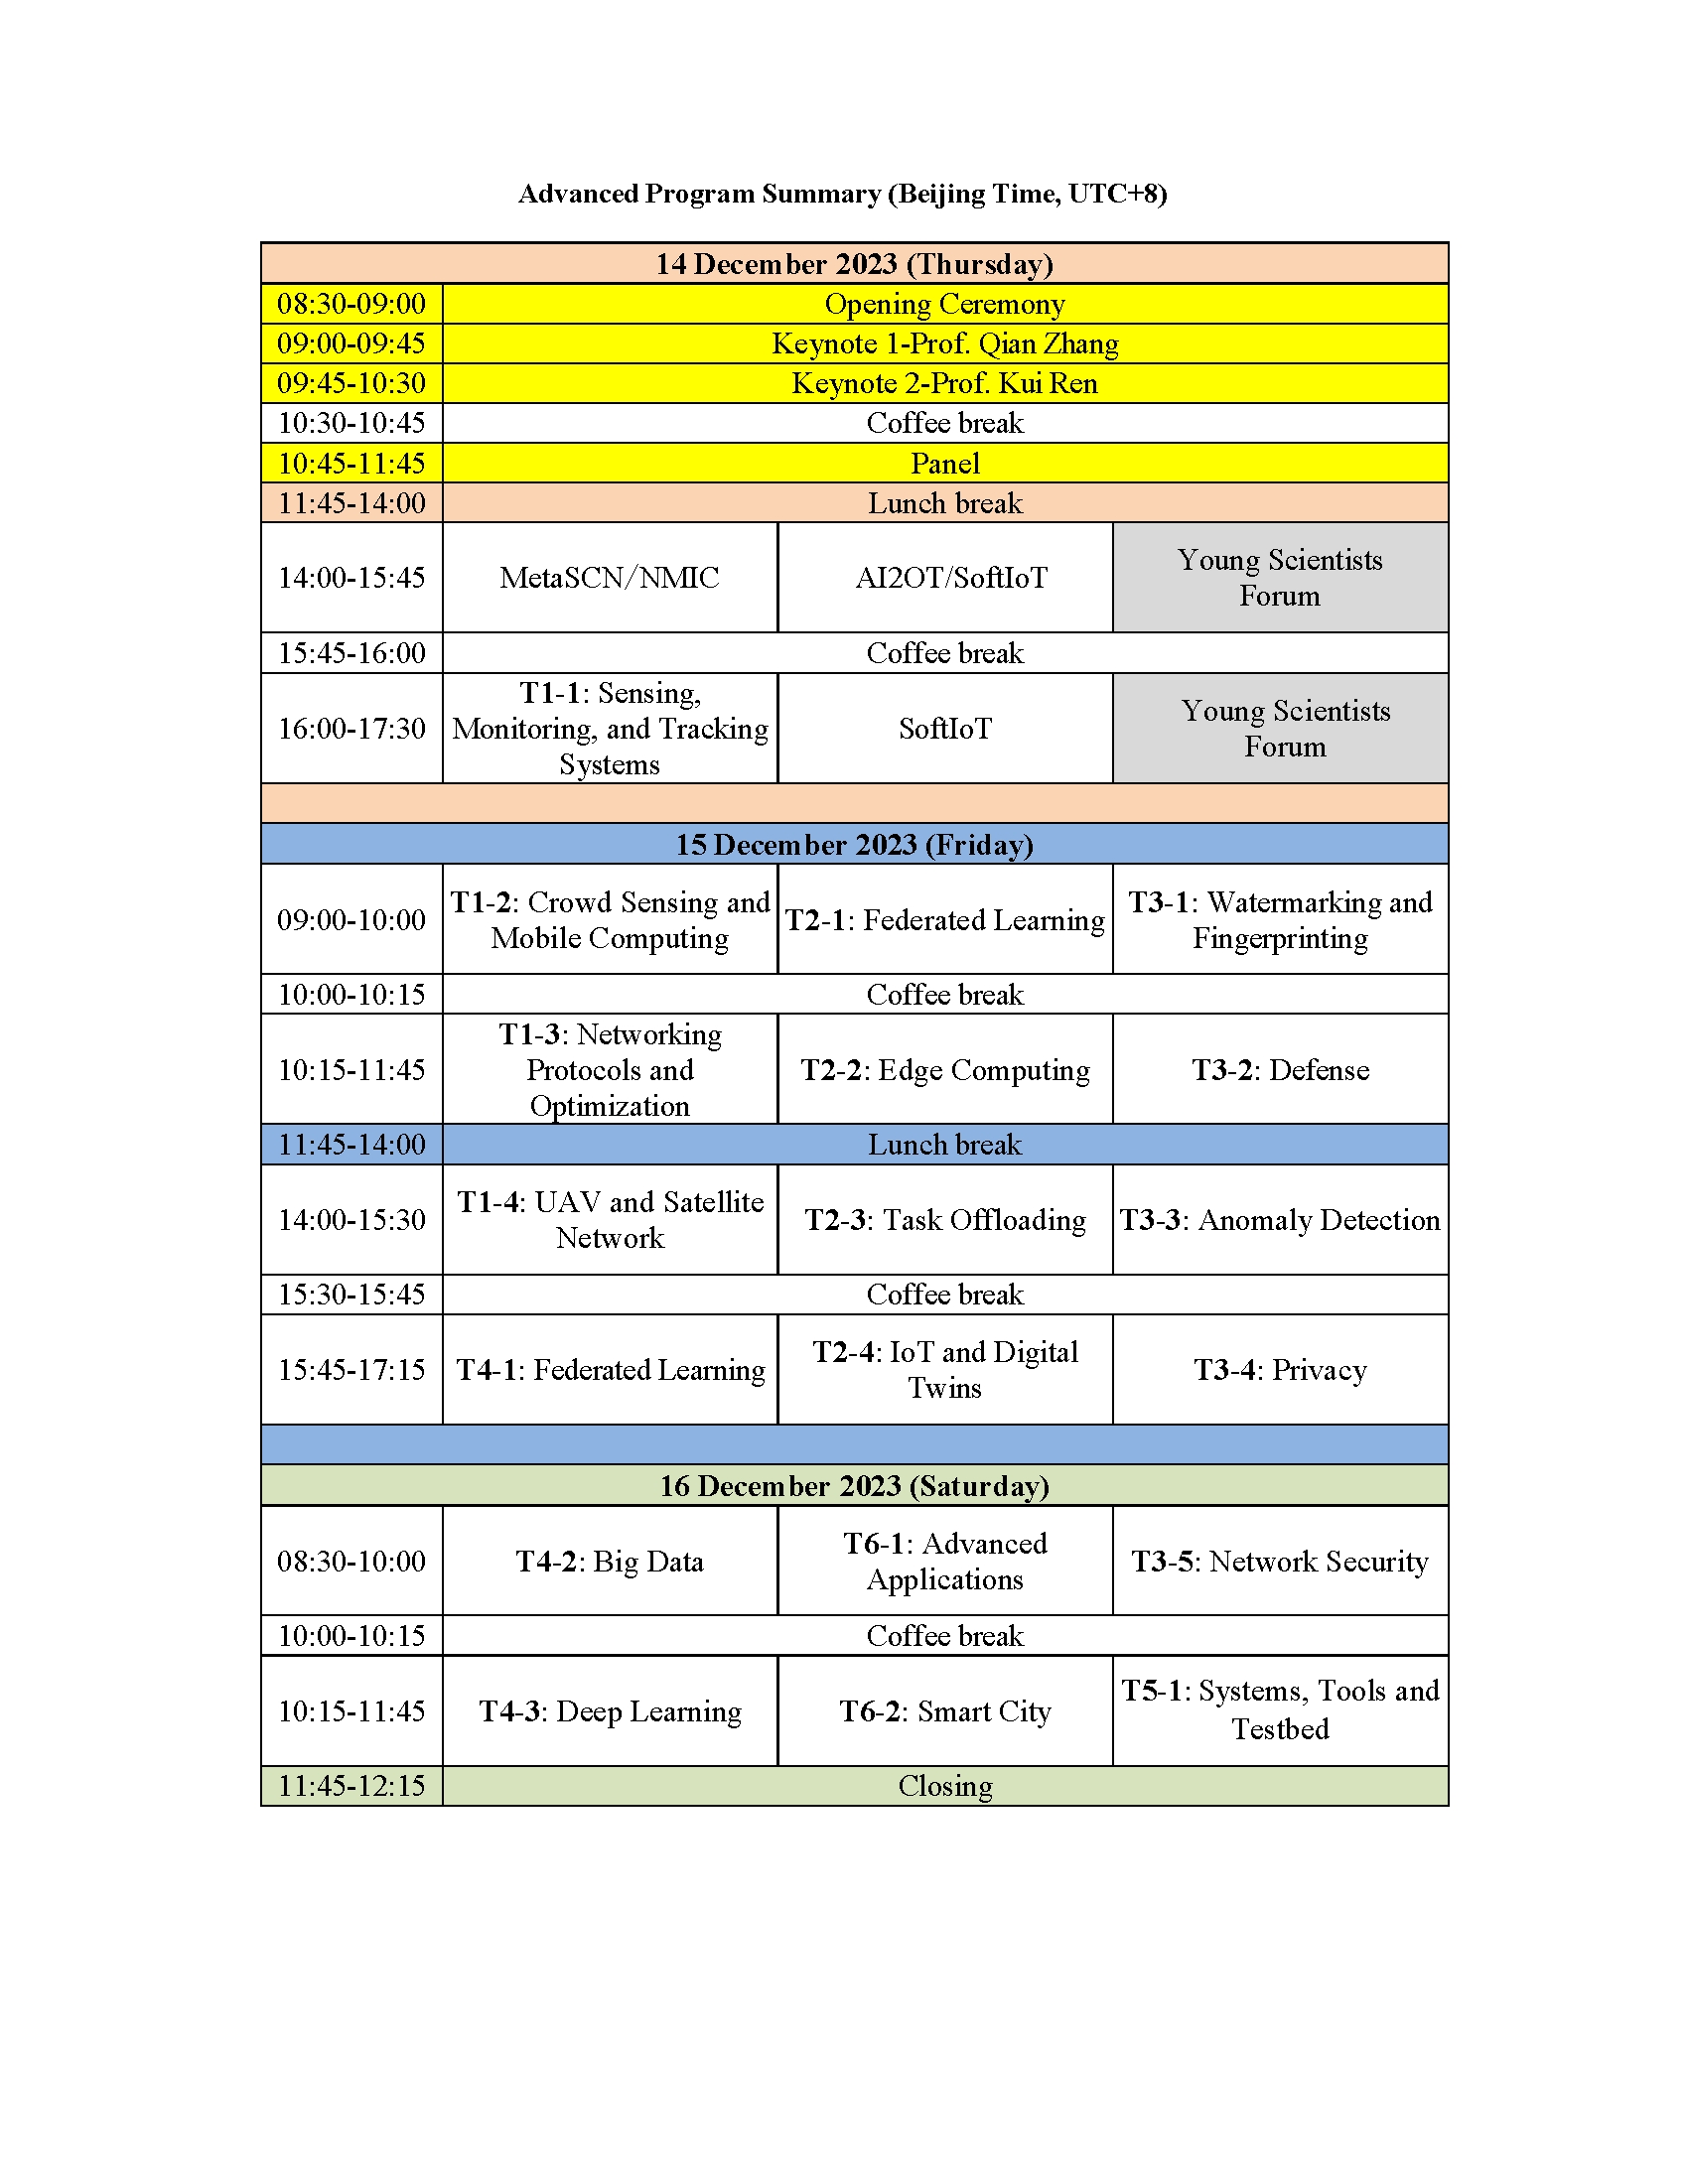 Advanced Program Summary (Beijing Time, UTC+8)
14 December 2023 (Thursday)
08:30-09:00 Opening Ceremony
09:00-09:45 Keynote 1-Prof. Qian Zhang
09:45-10:30 Keynote 2-Prof. Kui Ren
10:30-10:45 Coffee break
10:45-11:45 Panel
11:45-14:00 Lunch break
14:00-15:45
MetaSCN/NMIC
AI2OT/SoftIoT
Young Scientists
Forum
15:45-16:00 Coffee break
16:00-17:30
T1-1: Sensing,
Monitoring, and Tracking
Systems
SoftIoT
Young Scientists
Forum
15 December 2023 (Friday)
09:00-10:00
T1-2: Crowd Sensing and
Mobile Computing
T2-1: Federated Learning
T3-1: Watermarking and
Fingerprinting
10:00-10:15 Coffee break
10:15-11:45
T1-3: Networking
Protocols and
Optimization
T2-2: Edge Computing
T3-2: Defense
11:45-14:00 Lunch break
14:00-15:30
T1-4: UAV and Satellite
Network
T2-3: Task Offloading
T3-3: Anomaly Detection
15:30-15:45 Coffee break
15:45-17:15
T4-1: Federated Learning
T2-4: IoT and Digital
Twins
T3-4: Privacy
16 December 2023 (Saturday)
08:30-10:00
T4-2: Big Data
T6-1: Advanced
Applications
T3-5: Network Security
10:00-10:15 Coffee break
10:15-11:45
T4-3: Deep Learning
T6-2: Smart City
T5-1: Systems, Tools and
Testbed
11:45-12:15 Closing